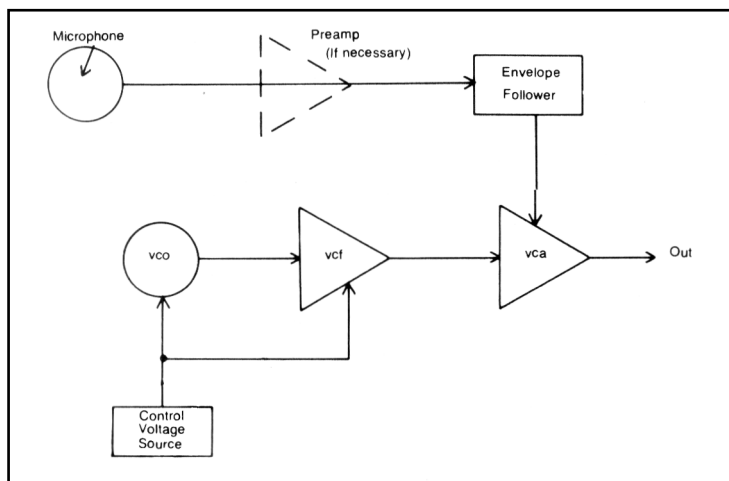 Microphone
Preamp
(If necessary)
Envelope
Follower
vco
vcf
vca
Out
Control
Voltage
Source